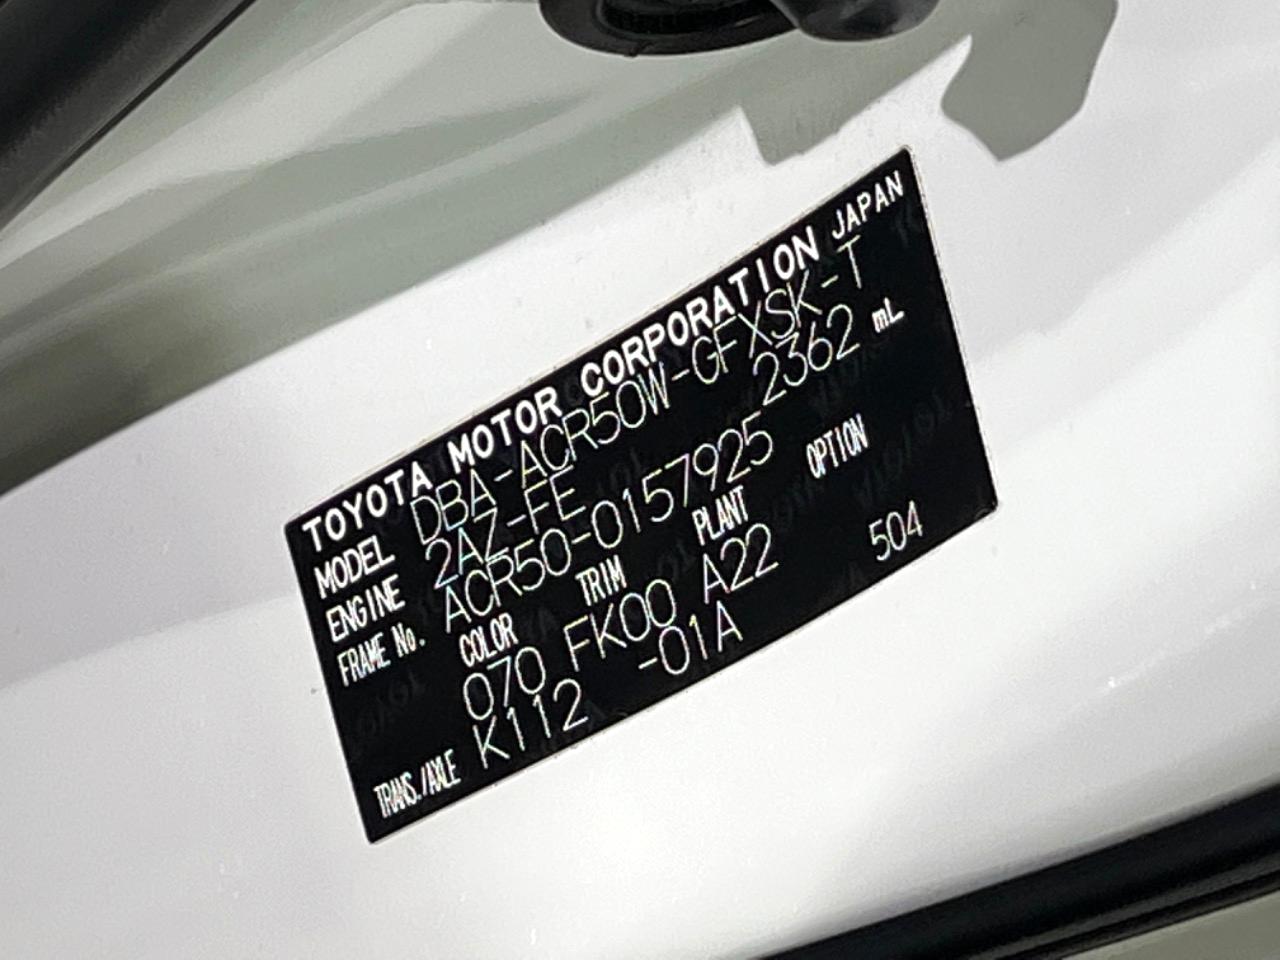 TOYOTA MOTOR CORPORATION JAPAN
MODEL DBA-ACR50W-GFXSK-T
ENGINE 2AZ-FE 2362 mL
FRAME No. ACR50-0157925
COLOR TRIM PLANT OPTION
070 FK00 A22 504
TRANS./AXLE K112 -01A